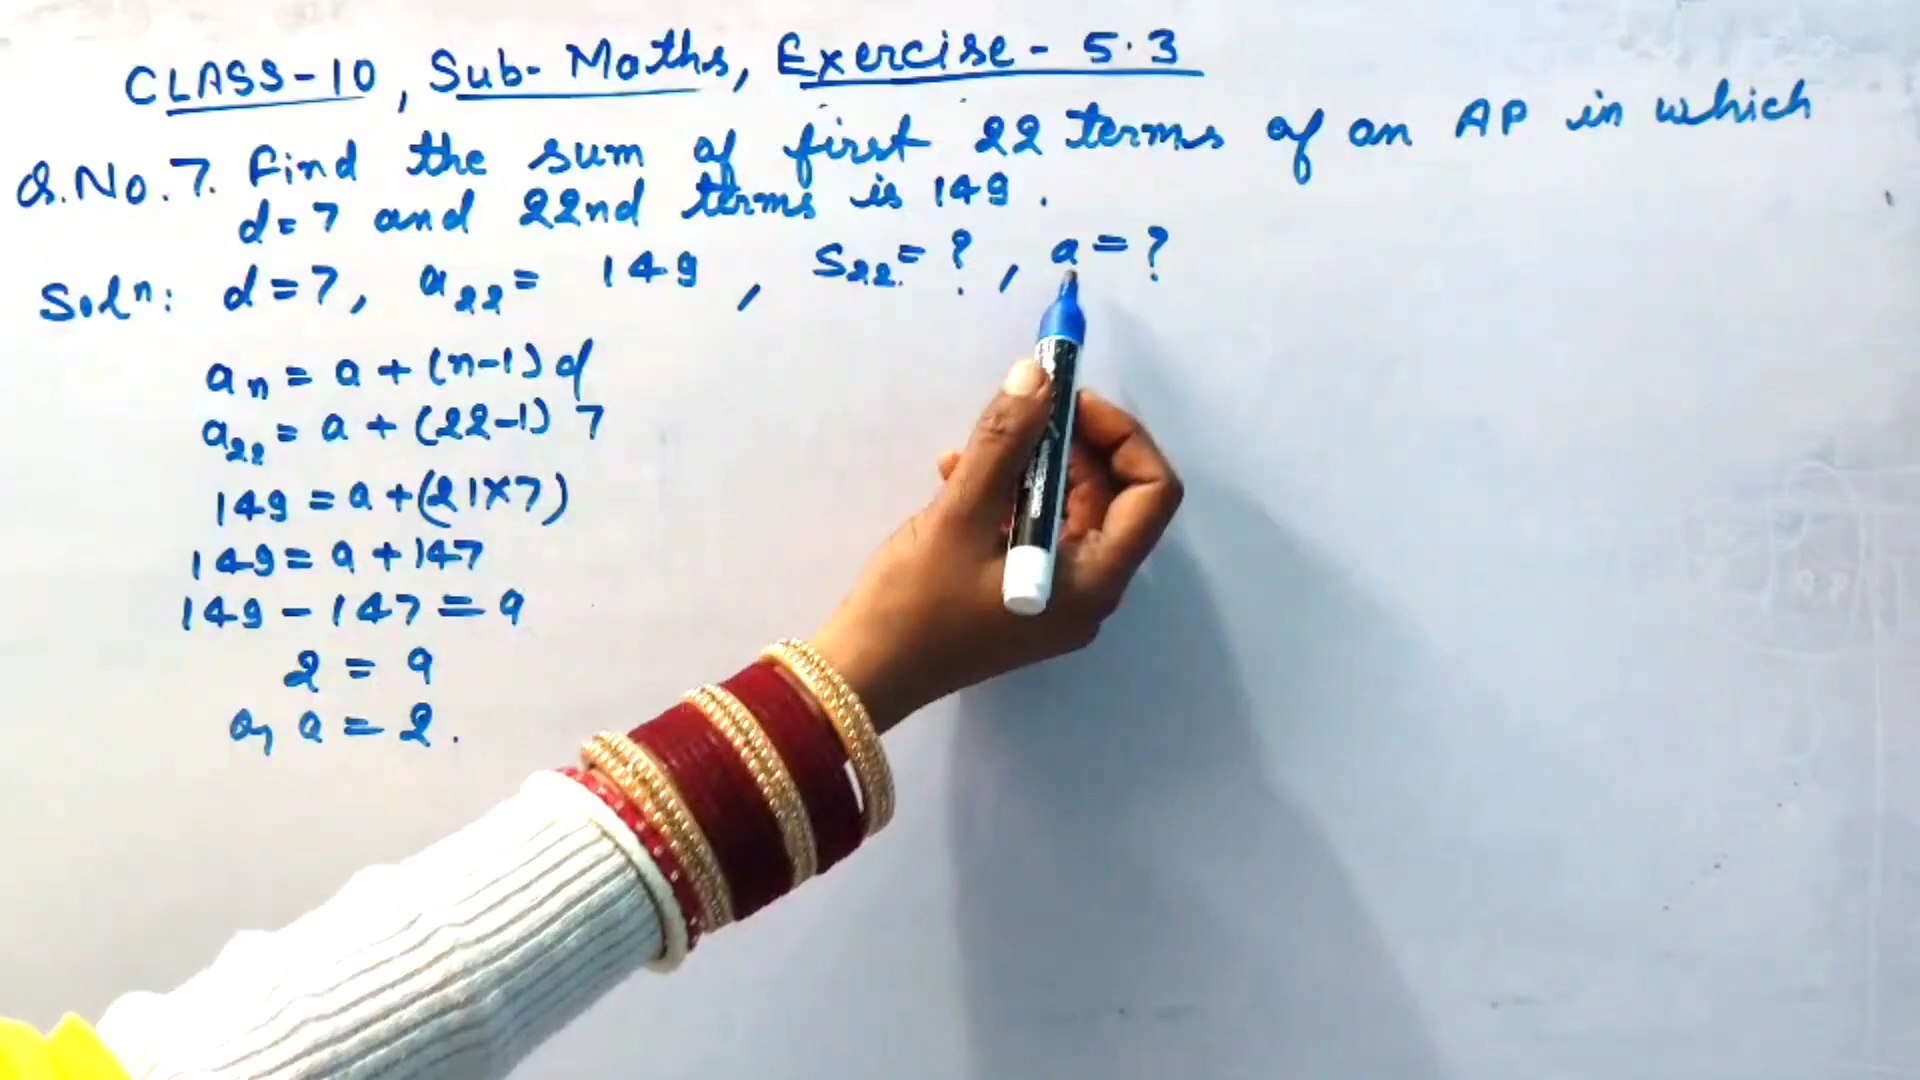 CLASS-10, Sub- Maths, Exercise - 5.3
Q.No.7. Find the sum of first 22 terms of an AP in which
d=7 and 22nd terms is 149.
Solⁿ: d=7, a₂₂= 149, S₂₂=?, a=?
aₙ = a + (n-1) d
a₂₂ = a + (22-1) 7
149 = a + (21×7)
149 = a + 147
149 - 147 = a
2 = a
or, a = 2.